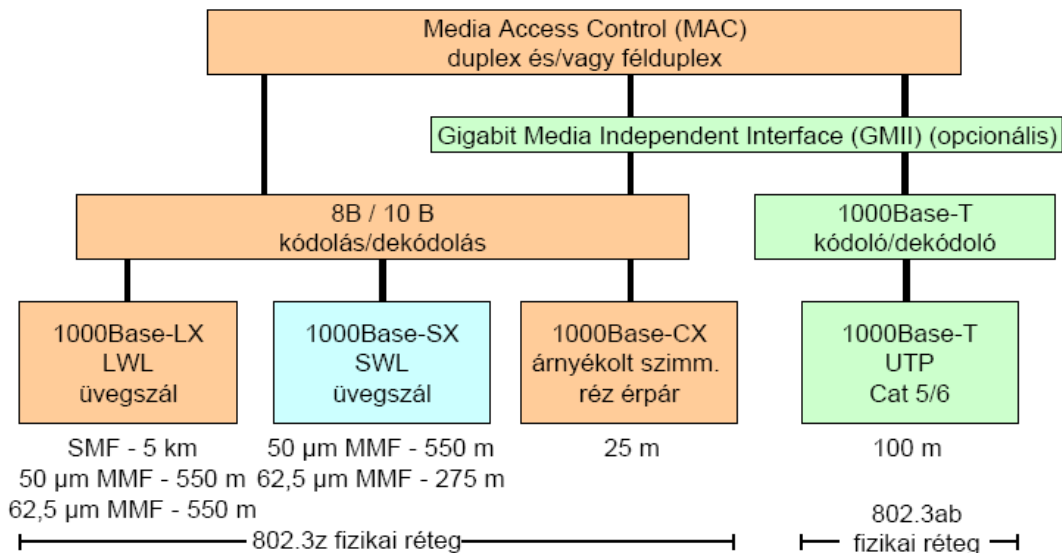 Media Access Control (MAC)
duplex és/vagy félduplex
Gigabit Media Independent Interface (GMII) (opcionális)
8B / 10 B
kódolás/dekódolás
1000Base-T
kódoló/dekódoló
1000Base-LX
LWL
üvegszál
1000Base-SX
SWL
üvegszál
1000Base-CX
árnyékolt szimm.
réz érpár
1000Base-T
UTP
Cat 5/6
SMF - 5 km
50 µm MMF - 550 m
62,5 µm MMF - 550 m
50 µm MMF - 550 m
62,5 µm MMF - 275 m
25 m
100 m
802.3z fizikai réteg
802.3ab
fizikai réteg